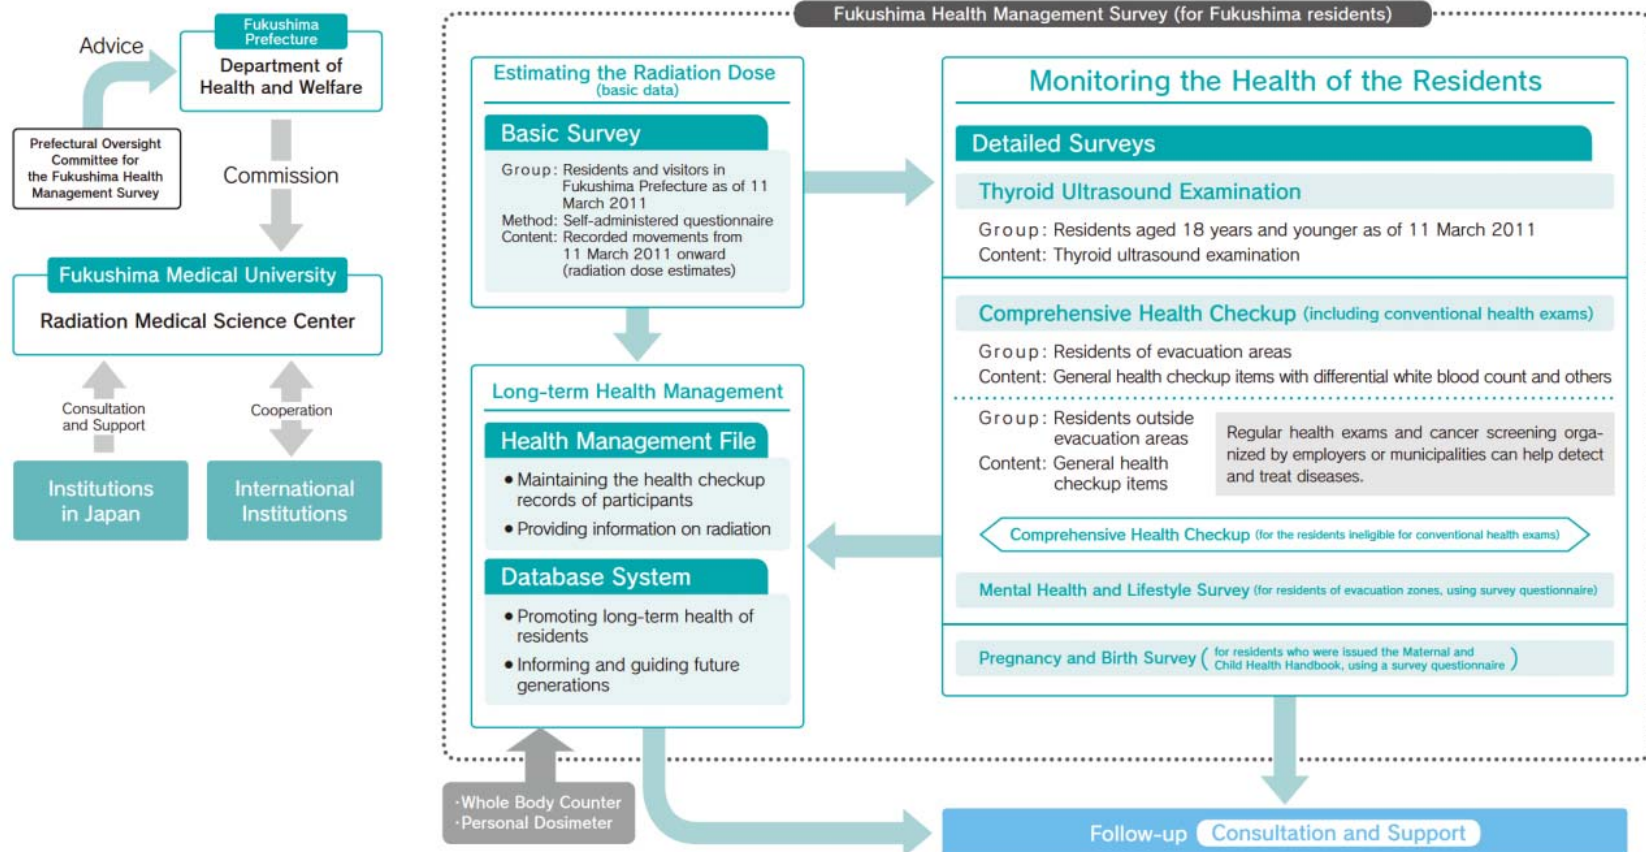 Fukushima Health Management Survey (for Fukushima residents)
Advice
Fukushima
Prefecture
Department of
Health and Welfare
Prefectural Oversight
Committee for
the Fukushima Health
Management Survey
Commission
Fukushima Medical University
Radiation Medical Science Center
Consultation
and Support
Cooperation
Institutions
in Japan
International
Institutions
Estimating the Radiation Dose
(basic data)
Basic Survey
Group: Residents and visitors in
Fukushima Prefecture as of 11
March 2011
Method: Self-administered questionnaire
Content: Recorded movements from
11 March 2011 onward
(radiation dose estimates)
Long-term Health Management
Health Management File
• Maintaining the health checkup
records of participants
• Providing information on radiation
Database System
• Promoting long-term health of
residents
• Informing and guiding future
generations
·Whole Body Counter
·Personal Dosimeter
Monitoring the Health of the Residents
Detailed Surveys
Thyroid Ultrasound Examination
Group: Residents aged 18 years and younger as of 11 March 2011
Content: Thyroid ultrasound examination
Comprehensive Health Checkup (including conventional health exams)
Group: Residents of evacuation areas
Content: General health checkup items with differential white blood count and others
Group: Residents outside
evacuation areas
Content: General health
checkup items
Regular health exams and cancer screening orga-
nized by employers or municipalities can help detect
and treat diseases.
Comprehensive Health Checkup (for the residents ineligible for conventional health exams)
Mental Health and Lifestyle Survey (for residents of evacuation zones, using survey questionnaire)
Pregnancy and Birth Survey (for residents who were issued the Maternal and
Child Health Handbook, using a survey questionnaire)
Follow-up Consultation and Support